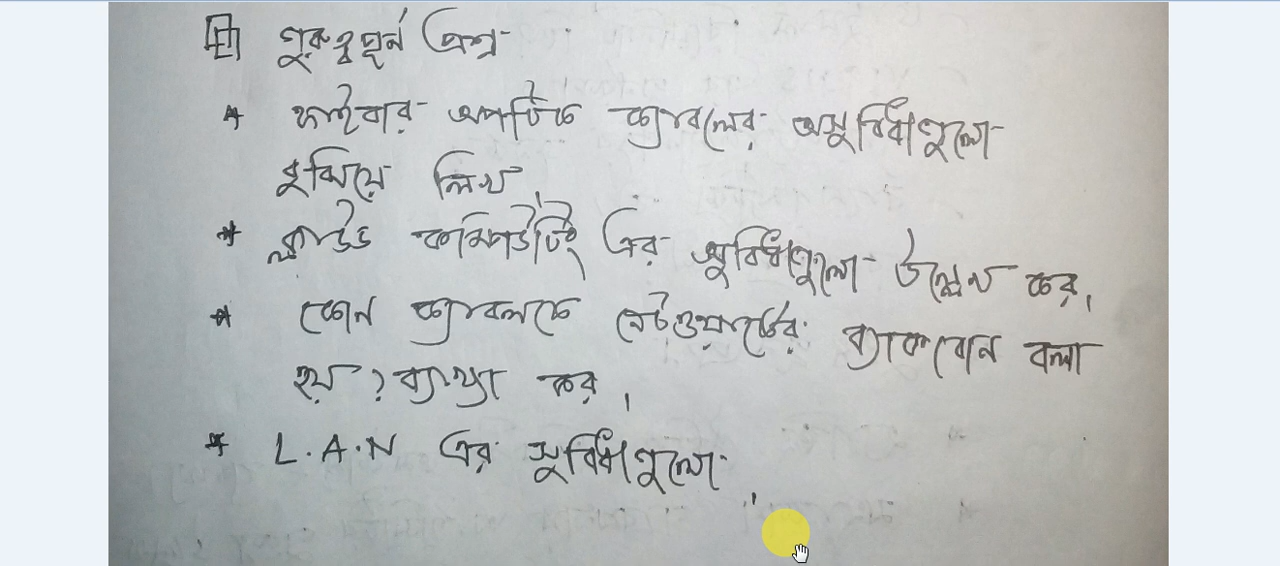 গুরুত্বপূর্ন প্রশ্ন
* ফাইবার অপটিক ক্যাবলের অসুবিধাগুলো
বুঝিয়ে লিখ।
* ক্লাউড কম্পিউটিং এর সুবিধাগুলো উল্লেখ কর।
* কোন ক্যাবলকে নেটওয়ার্কের ব্যাকবোন বলা
হয়? ব্যাখ্যা কর।
* L.A.N এর সুবিধাগুলো।